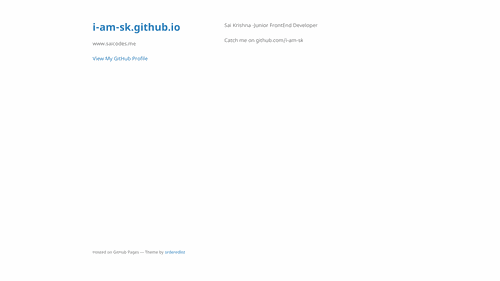 i-am-sk.github.io
www.saicodes.me
View My GitHub Profile
Sai Krishna -Junior FrontEnd Developer
Catch me on github.com/i-am-sk
Hosted on GitHub Pages — Theme by orderedlist